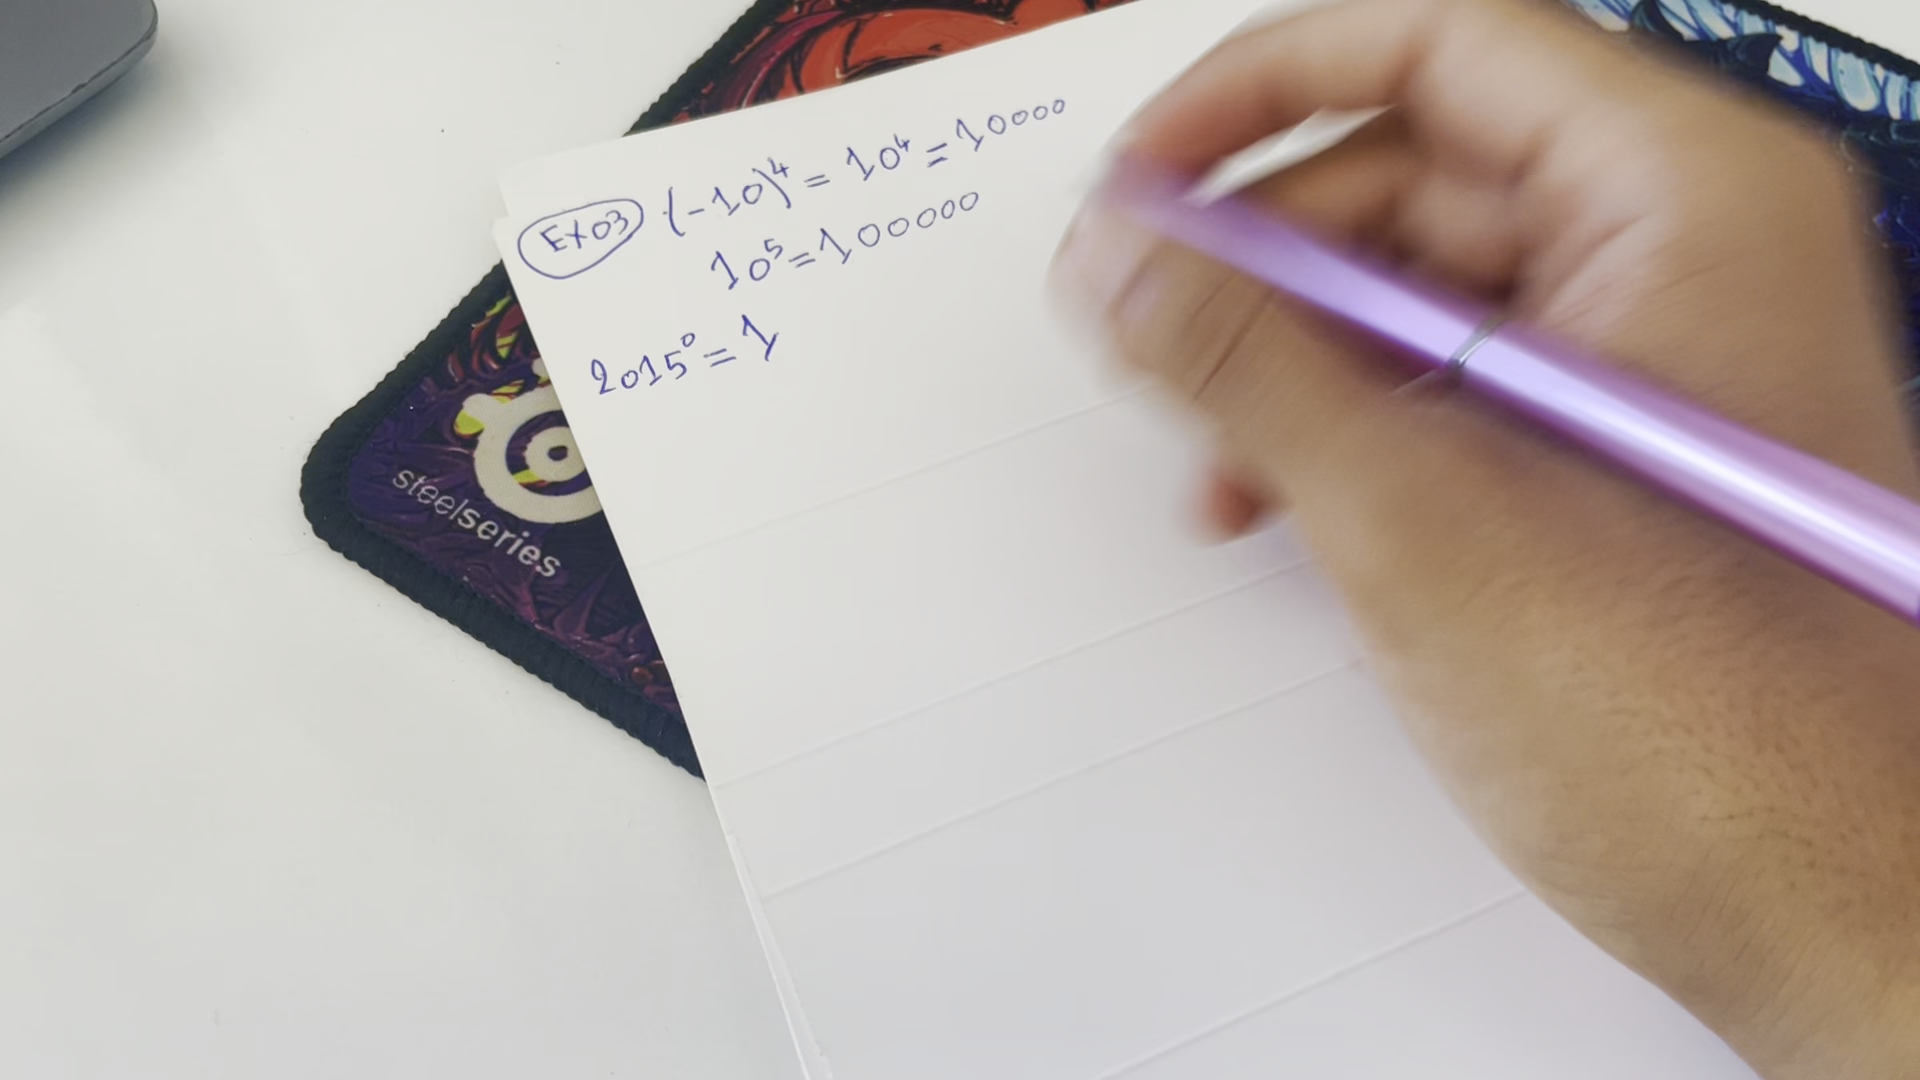 Ex03 (-10)⁴ = 10⁴ = 10000
10⁵ = 100000
2015⁰ = 1
steelseries